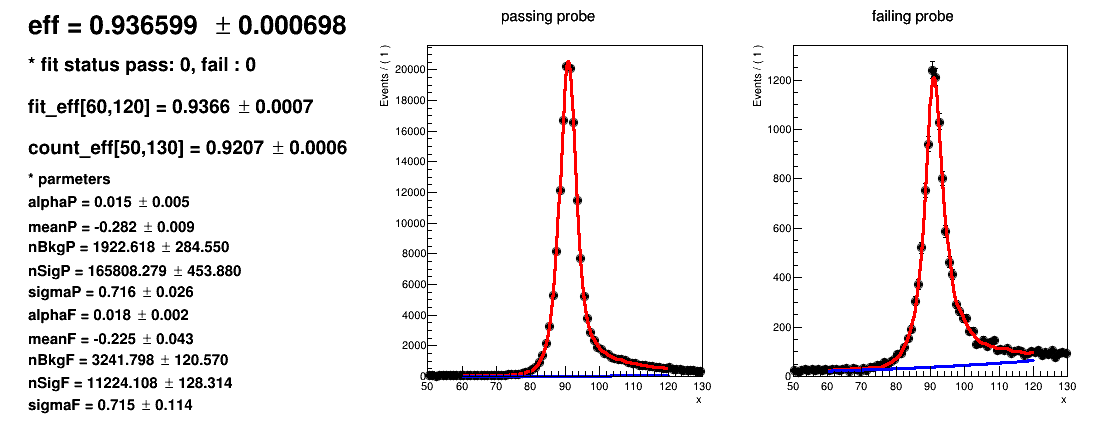 eff = 0.936599 ± 0.000698
* fit status pass: 0, fail : 0
fit_eff[60,120] = 0.9366 ± 0.0007
count_eff[50,130] = 0.9207 ± 0.0006
* parmeters
alphaP = 0.015 ± 0.005
meanP = -0.282 ± 0.009
nBkgP = 1922.618 ± 284.550
nSigP = 165808.279 ± 453.880
sigmaP = 0.716 ± 0.026
alphaF = 0.018 ± 0.002
meanF = -0.225 ± 0.043
nBkgF = 3241.798 ± 120.570
nSigF = 11224.108 ± 128.314
sigmaF = 0.715 ± 0.114
passing probe
Events / ( 1 )
20000
18000
16000
14000
12000
10000
8000
6000
4000
2000
0
50 60 70 80 90 100 110 120 130
x
failing probe
Events / ( 1 )
1200
1000
800
600
400
200
0
50 60 70 80 90 100 110 120 130
x